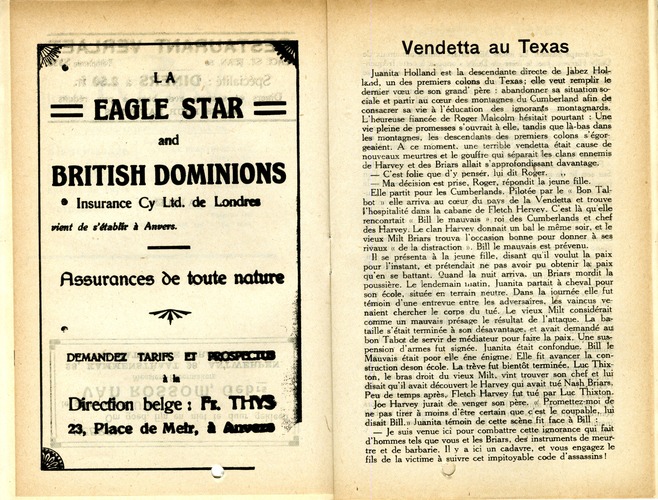 LA
EAGLE STAR
and
BRITISH DOMINIONS
• Insurance Cy Ltd. de Londres
vient de s'établir à Anvers.
Assurances de toute nature
DEMANDEZ TARIFS ET PROSPECTUS
à la
Direction belge : Fr. THYS
23, Place de Meir, à Anvers
Vendetta au Texas
Juanita Holland est la descendante directe de Jabez Hol-
land, un des premiers colons du Texas; elle veut remplir le
dernier vœu de son grand' père : abandonner sa situation so-
ciale et partir au cœur des montagnes du Cumberland afin de
consacrer sa vie à l'éducation des ignorants montagnards.
L'heureuse fiancée de Roger Malcolm hésitait pourtant : Une
vie pleine de promesses s'ouvrait à elle, tandis que là-bas dans
les montagnes, les descendants des premiers colons s'égor-
geaient. A ce moment, une terrible vendetta était cause de
nouveaux meurtres et le gouffre qui séparait les clans ennemis
de Harvey et des Briars allait s'approfondissant davantage.
— C'est folie que d'y penser, lui dit Roger.
— Ma décision est prise, Roger, répondit la jeune fille.
Elle partit pour les Cumberlands. Pilotée par le « Bon Tal-
bot » elle arriva au cœur du pays de la Vendetta et trouve
l'hospitalité dans la cabane de Fletch Hervey. C'est là qu'elle
rencontrait « Bill le mauvais » roi des Cumberlands et chef
des Harvey. Le clan Harvey donnait un bal le même soir, et le
vieux Milt Briars trouva l'occasion bonne pour donner à ses
rivaux « de la distraction ». Bill le mauvais est prévenu.
Il se présenta à la jeune fille, disant qu'il voulut la paix
pour l'instant, et prétendait ne pas avoir pu obtenir la paix
qu'en se battant. Quand la nuit arriva, un Briars mordit la
poussière. Le lendemain matin, Juanita partait à cheval pour
son école, située en terrain neutre. Dans la journée elle fut
témoin d'une entrevue entre les adversaires, les vaincus ve-
naient chercher le corps du tué. Le vieux Milt considérait
comme un mauvais présage le résultat de l'attaque. La ba-
taille s'était terminée à son désavantage, et avait demandé au
bon Tabot de servir de médiateur pour faire la paix. Une sus-
pension d'armes fut signée. Juanita était confondue. Bill le
Mauvais était poir elle éne énigme. Elle fit avancer la con-
struction deson école. La trêve fut bientôt terminée, Luc Thix-
ton, le bras droit du vieux Milt, vint trouver son chef et lui
disait qu'il avait découvert le Harvey qui avait tué Nash Briars.
Peu de temps après, Fletch Harvey fut tué par Luc Thixton.
Joe Harvey jurait de venger son père. « Promettez-moi de
ne pas tirer à moins d'être certain que c'est le coupable, lui
disait Bill.» Juanita témoin de cette scène fit face à Bill :
— Je suis venue ici pour combattre cette ignorance qui fait
d'hommes tels que vous et les Briars, des instruments de meur-
tre et de barbarie. Il y a ici un cadavre, et vous engagez le
fils de la victime à suivre cet impitoyable code d'assassins !